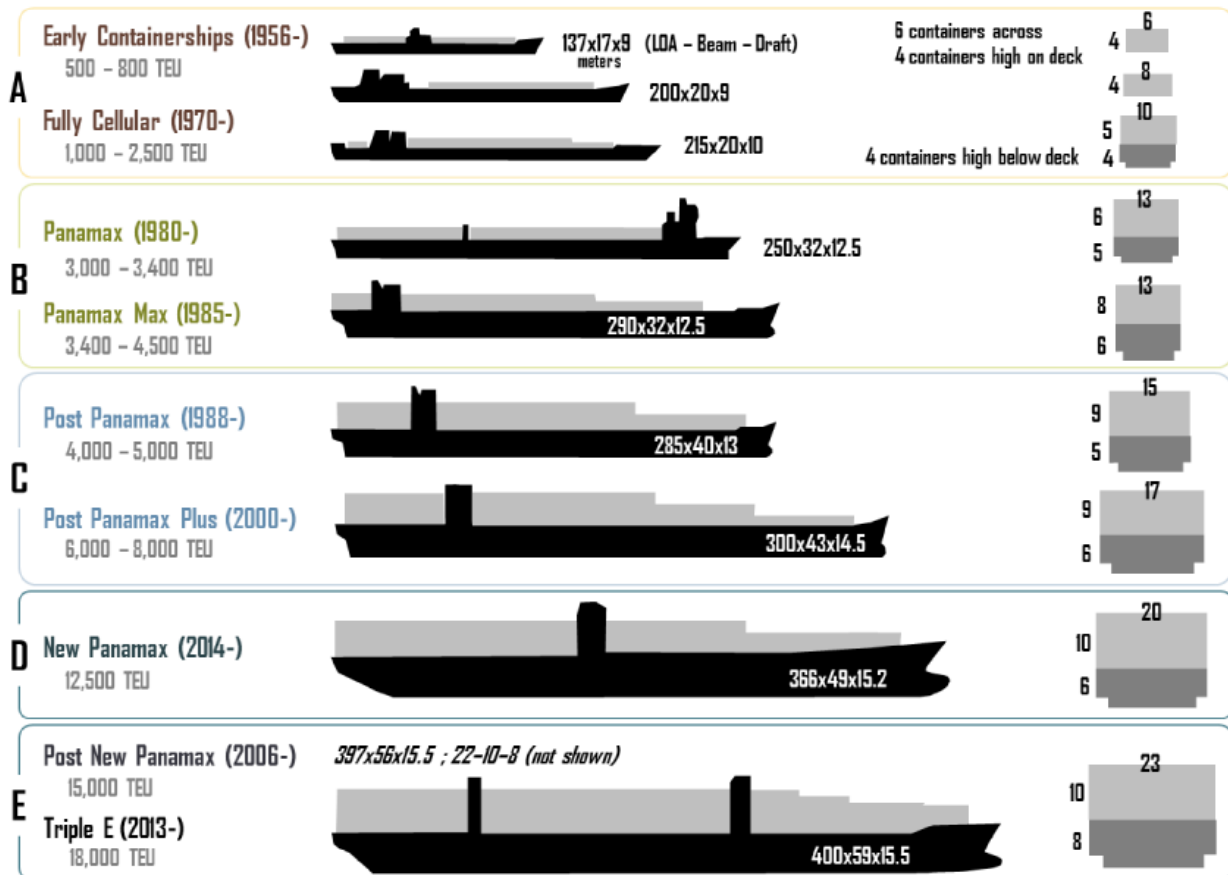 A
Early Containerships (1956-)
500 – 800 TEU
137x17x9 (LOA – Beam – Draft)
meters
6 containers across
4 containers high on deck
6
4
200x20x9
8
4
Fully Cellular (1970-)
1,000 – 2,500 TEU
215x20x10
4 containers high below deck
10
5
4
B
Panamax (1980-)
3,000 – 3,400 TEU
250x32x12.5
13
6
5
Panamax Max (1985-)
3,400 – 4,500 TEU
290x32x12.5
13
8
6
C
Post Panamax (1988-)
4,000 – 5,000 TEU
285x40x13
15
9
5
Post Panamax Plus (2000-)
6,000 – 8,000 TEU
300x43x14.5
17
9
6
D
New Panamax (2014-)
12,500 TEU
366x49x15.2
20
10
6
E
Post New Panamax (2006-)
15,000 TEU
397x56x15.5 ; 22-10-8 (not shown)
Triple E (2013-)
18,000 TEU
400x59x15.5
23
10
8